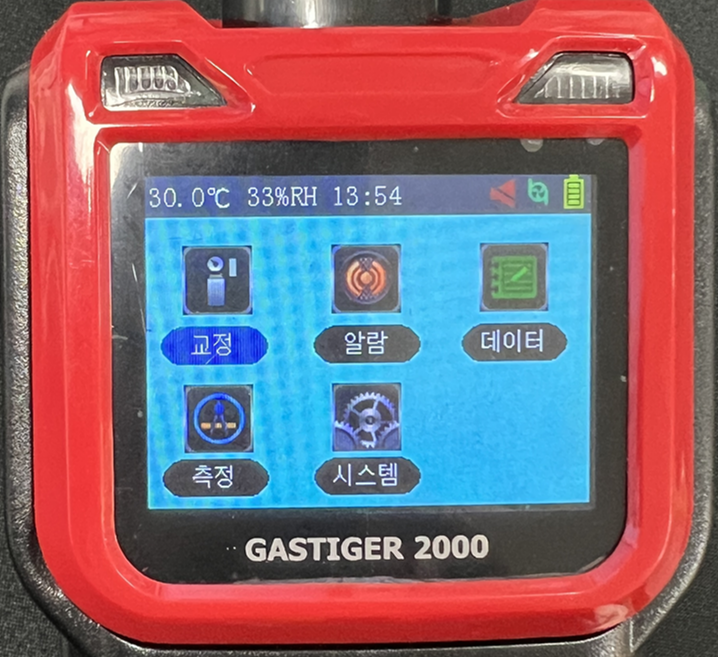 30.0℃ 33%RH 13:54
교정 알람 데이터
측정 시스템
GASTIGER 2000